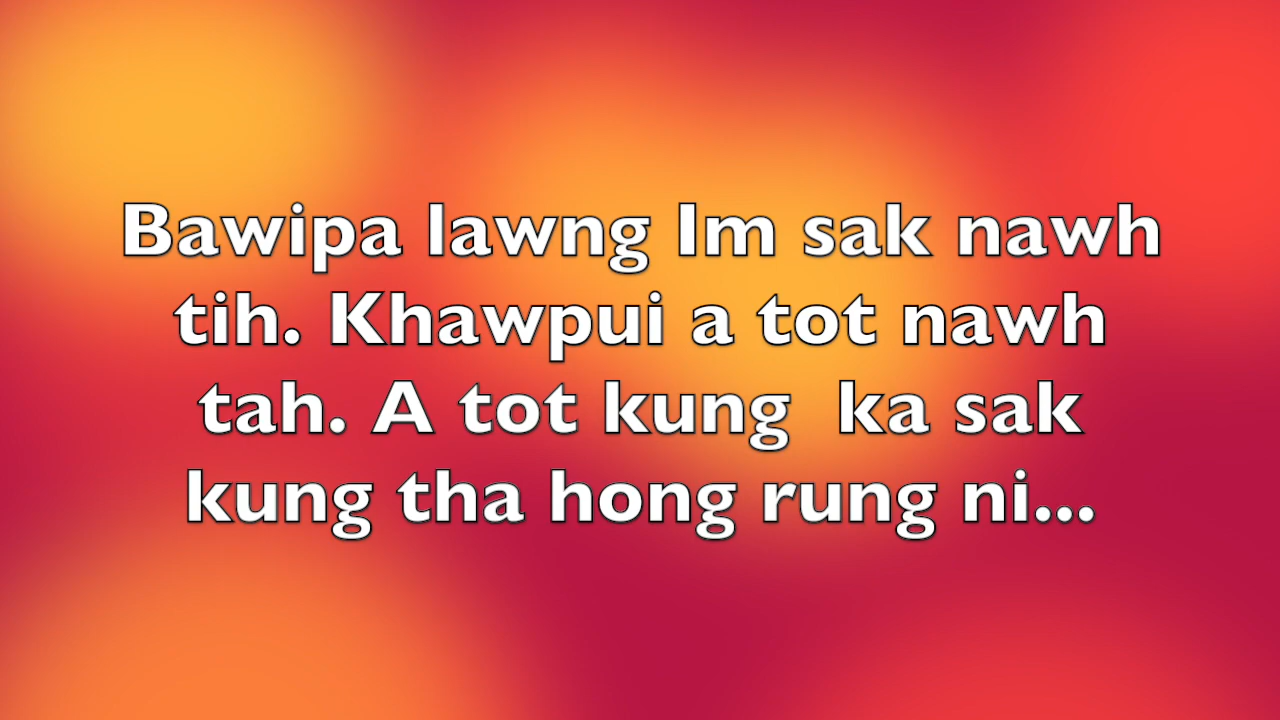 Bawipa lawng Im sak nawh
tih. Khawpui a tot nawh
tah. A tot kung  ka sak
kung tha hong rung ni...